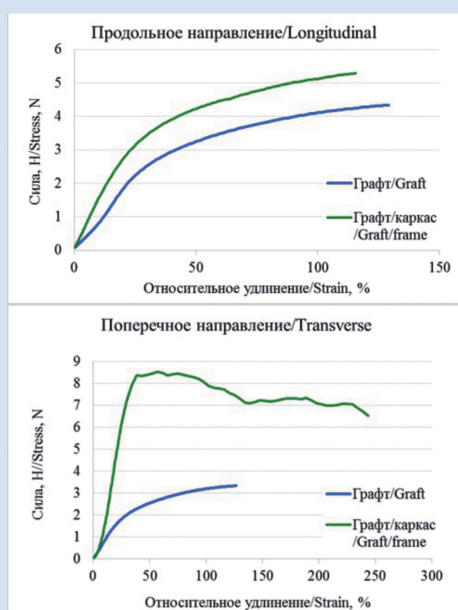 Продольное направление/Longitudinal
6
5
4
3
2
1
0
Сила, Н/Stress, N
Графт/Graft
Графт/каркас
/Graft/frame
0 50 100 150
Относительное удлинение/Strain, %
Поперечное направление/Transverse
9
8
7
6
5
4
3
2
1
0
Сила, Н//Stress, N
Графт/Graft
Графт/каркас
/Graft/frame
0 50 100 150 200 250 300
Относительное удлинение/Strain, %